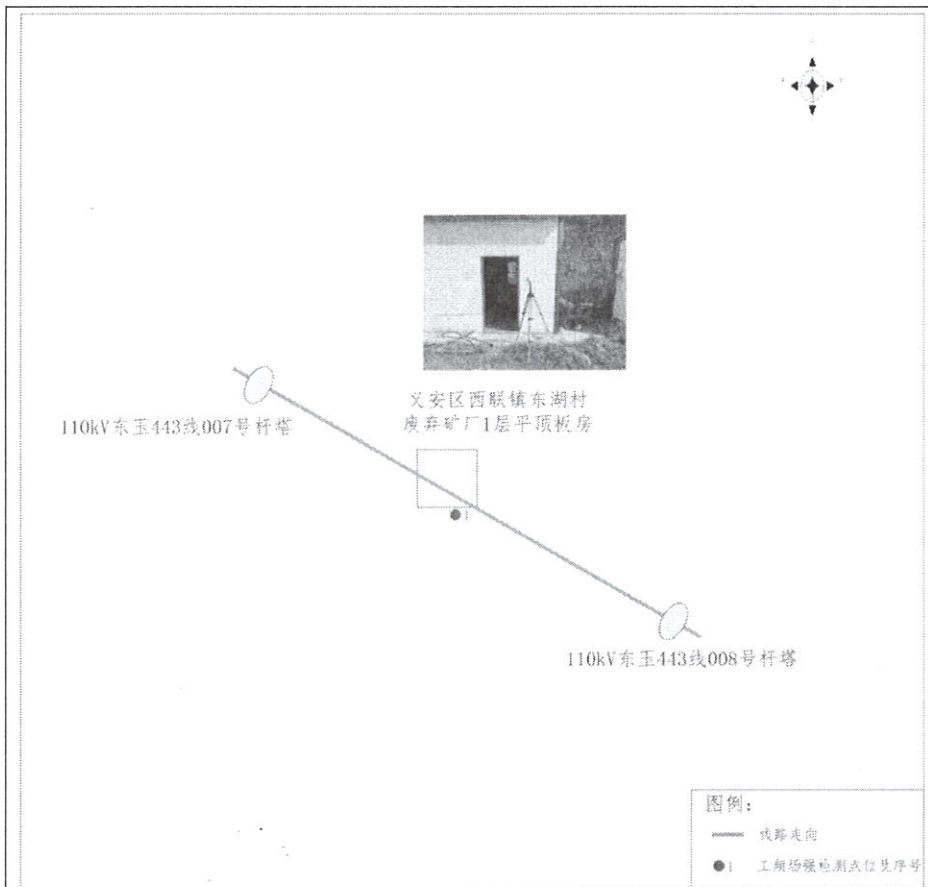 义安区西联镇东湖村
废弃矿厂1层平顶板房
110kV东玉443线007号杆塔
1
110kV东玉443线008号杆塔
图例：
线路走向
1 工频场强检测点位及序号